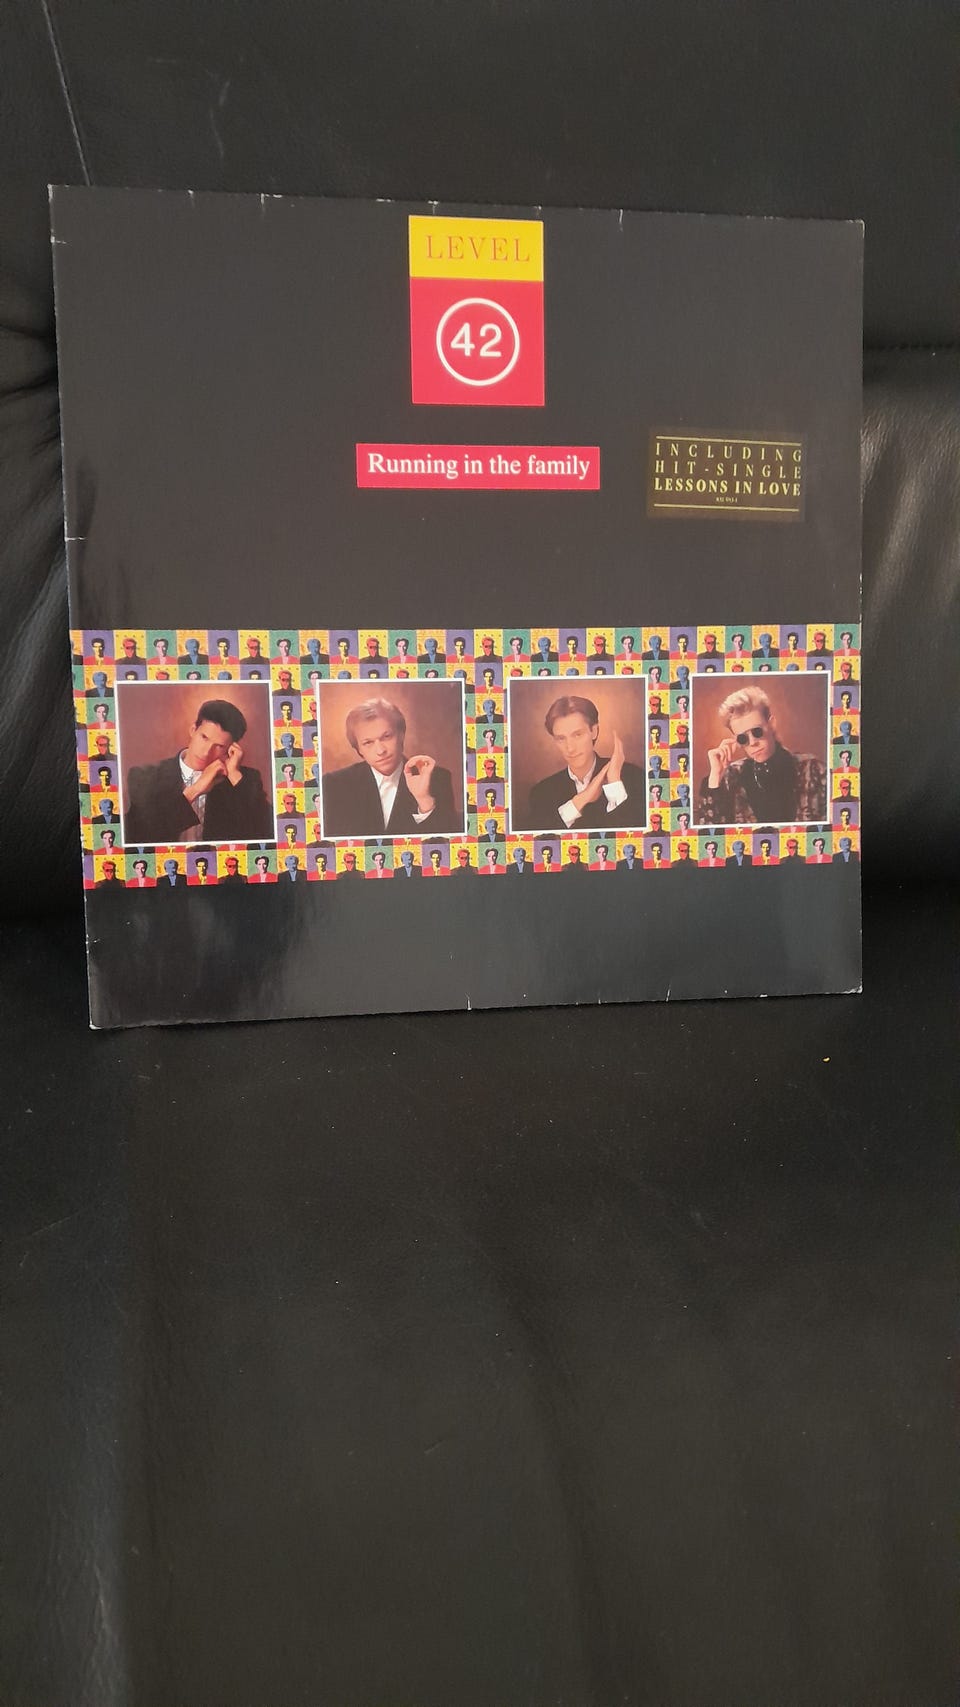 LEVEL
42
Running in the family
INCLUDING
HIT-SINGLE
LESSONS IN LOVE